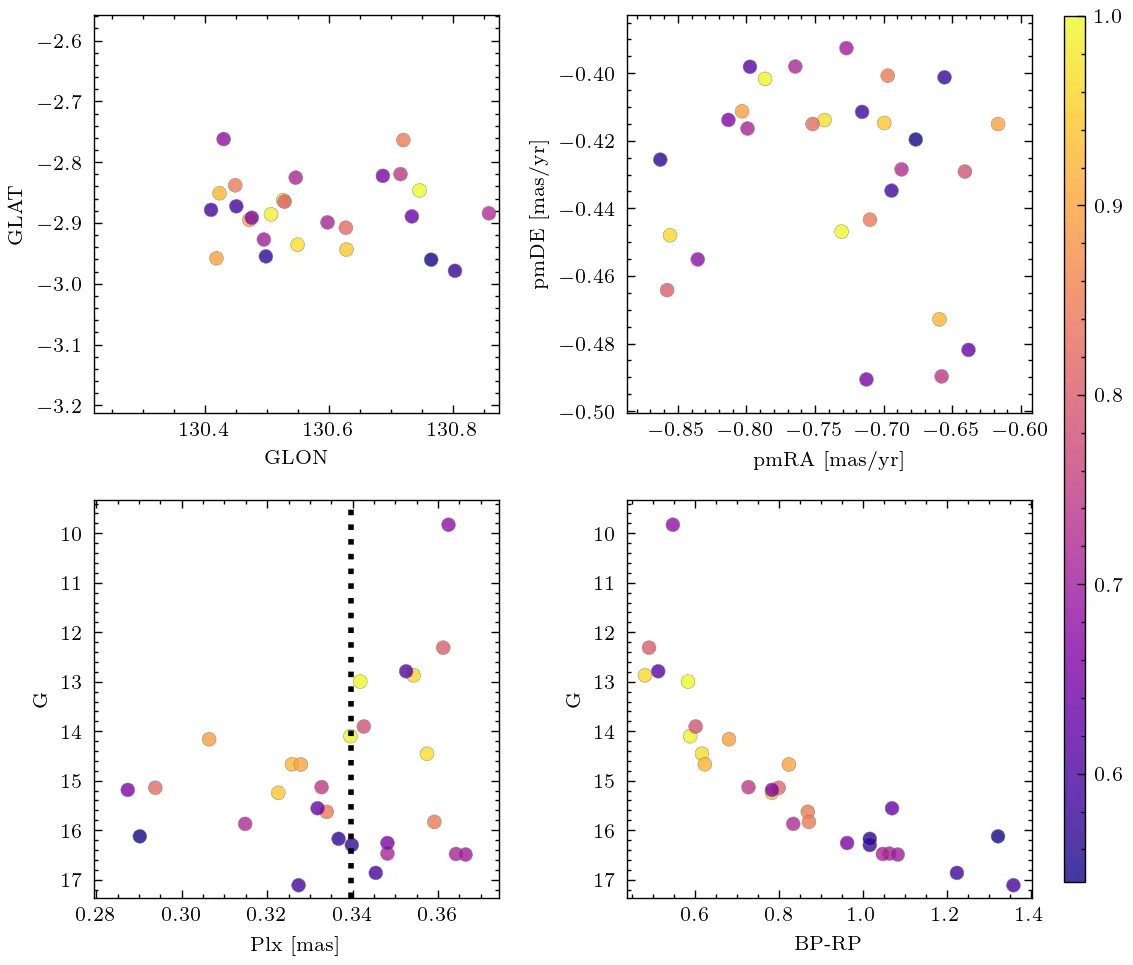 −2.6
−2.7
−2.8
−2.9
−3.0
−3.1
−3.2
GLAT
130.4 130.6 130.8
GLON
−0.40
−0.42
−0.44
−0.46
−0.48
−0.50
pmDE [mas/yr]
−0.85 −0.80 −0.75 −0.70 −0.65 −0.60
pmRA [mas/yr]
10
11
12
13
14
15
16
17
G
0.28 0.30 0.32 0.34 0.36
Plx [mas]
10
11
12
13
14
15
16
17
G
0.6 0.8 1.0 1.2 1.4
BP-RP
1.0
0.9
0.8
0.7
0.6